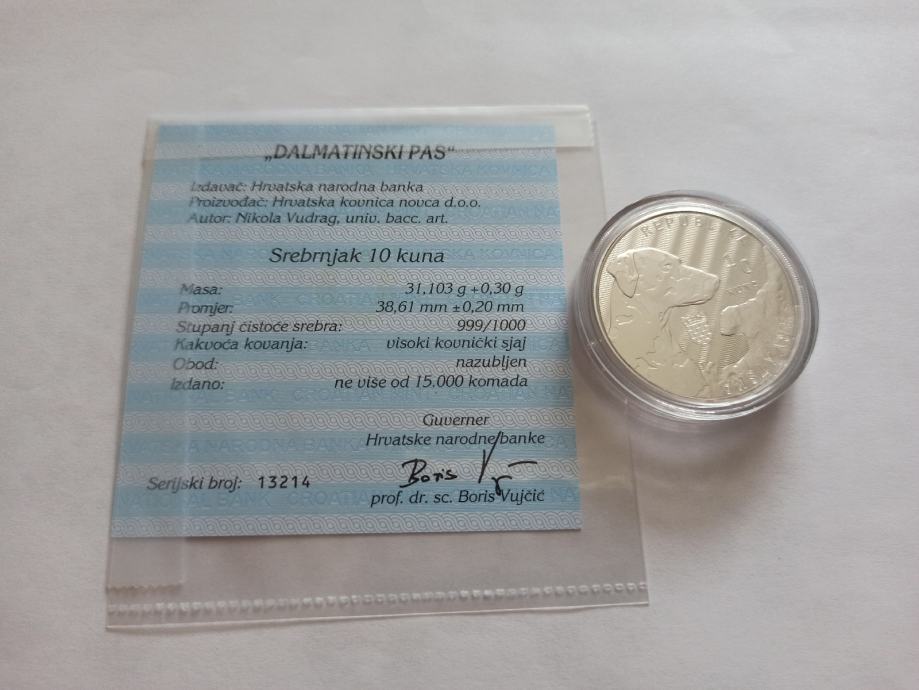 „DALMATINSKI PAS“
Izdavač: Hrvatska narodna banka
Proizvođač: Hrvatska kovnica novca d.o.o.
Autor: Nikola Vudrag, univ. bacc. art.
Srebrnjak 10 kuna
Masa: 31,103 g +0,30 g
Promjer: 38,61 mm ±0,20 mm
Stupanj čistoće srebra: 999/1000
Kakvoća kovanja: visoki kovnički sjaj
Obod: nazubljen
Izdano: ne više od 15.000 komada
Guverner
Hrvatske narodne banke
Boris
Serijski broj: 13214
prof. dr. sc. Boris Vujčić
10